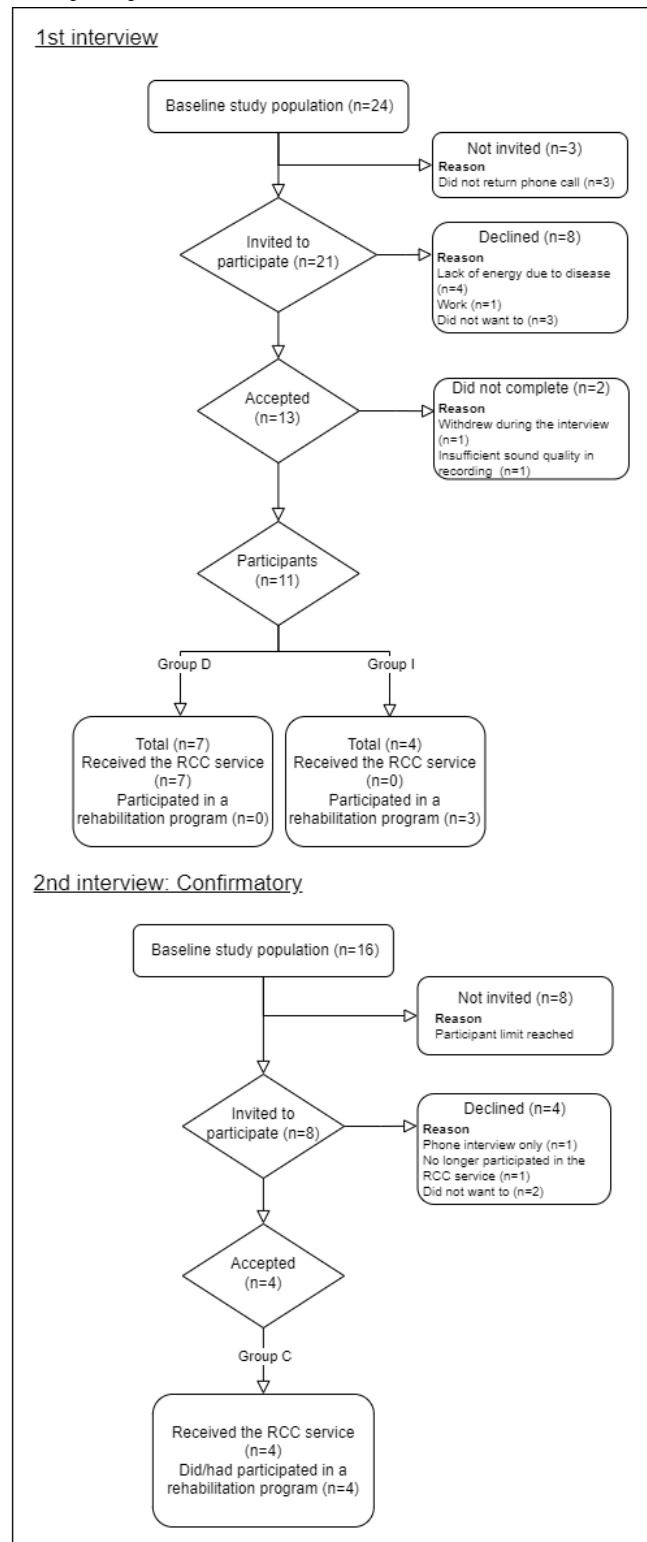 1st interview
Baseline study population (n=24)
Not invited (n=3)
Reason
Did not return phone call (n=3)
Invited to
participate (n=21)
Declined (n=8)
Reason
Lack of energy due to disease
(n=4)
Work (n=1)
Did not want to (n=3)
Accepted
(n=13)
Did not complete (n=2)
Reason
Withdrew during the interview
(n=1)
Insufficient sound quality in
recording (n=1)
Participants
(n=11)
Group D
Group I
Total (n=7)
Received the RCC service
(n=7)
Participated in a
rehabilitation program (n=0)
Total (n=4)
Received the RCC service
(n=0)
Participated in a
rehabilitation program (n=3)
2nd interview: Confirmatory
Baseline study population (n=16)
Not invited (n=8)
Reason
Participant limit reached
Invited to
participate (n=8)
Declined (n=4)
Reason
Phone interview only (n=1)
No longer participated in the
RCC service (n=1)
Did not want to (n=2)
Accepted
(n=4)
Group C
Received the RCC service
(n=4)
Did/had participated in a
rehabilitation program (n=4)